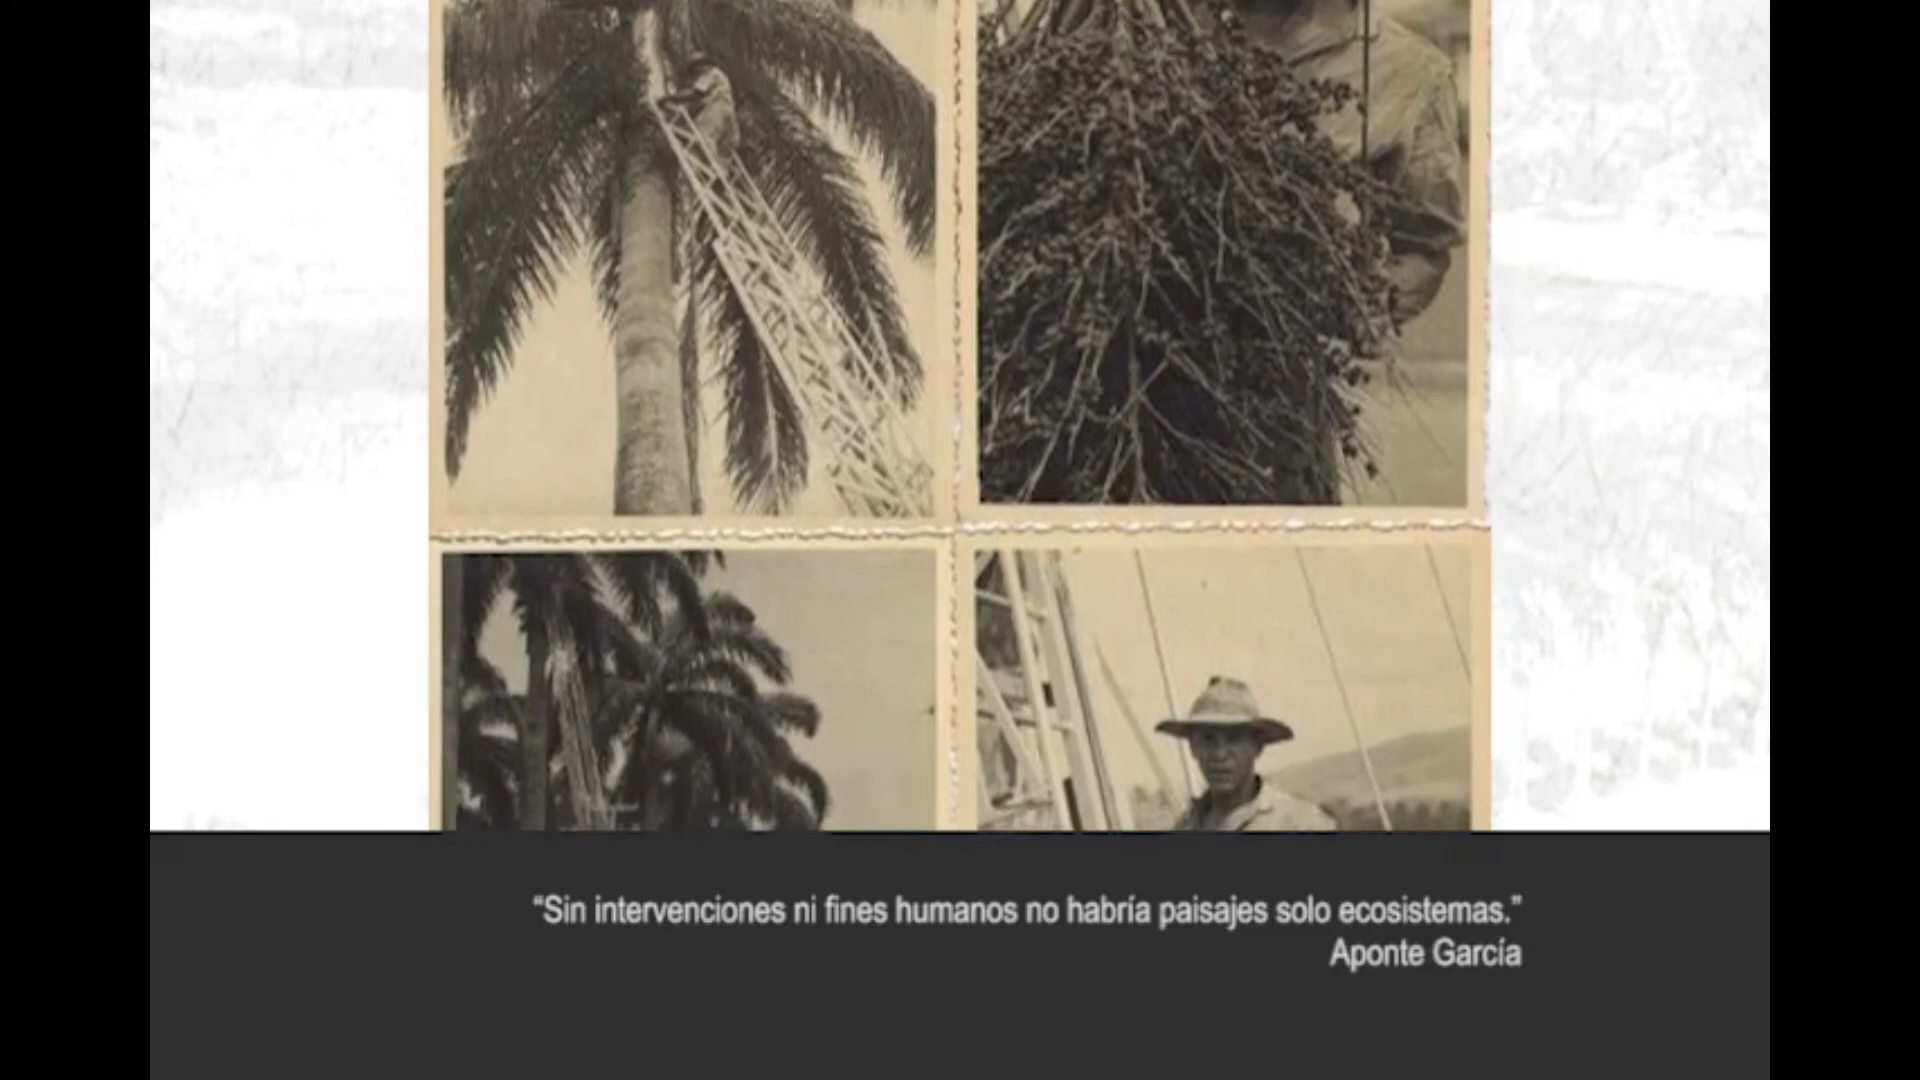 “Sin intervenciones ni fines humanos no habría paisajes solo ecosistemas.”
Aponte García